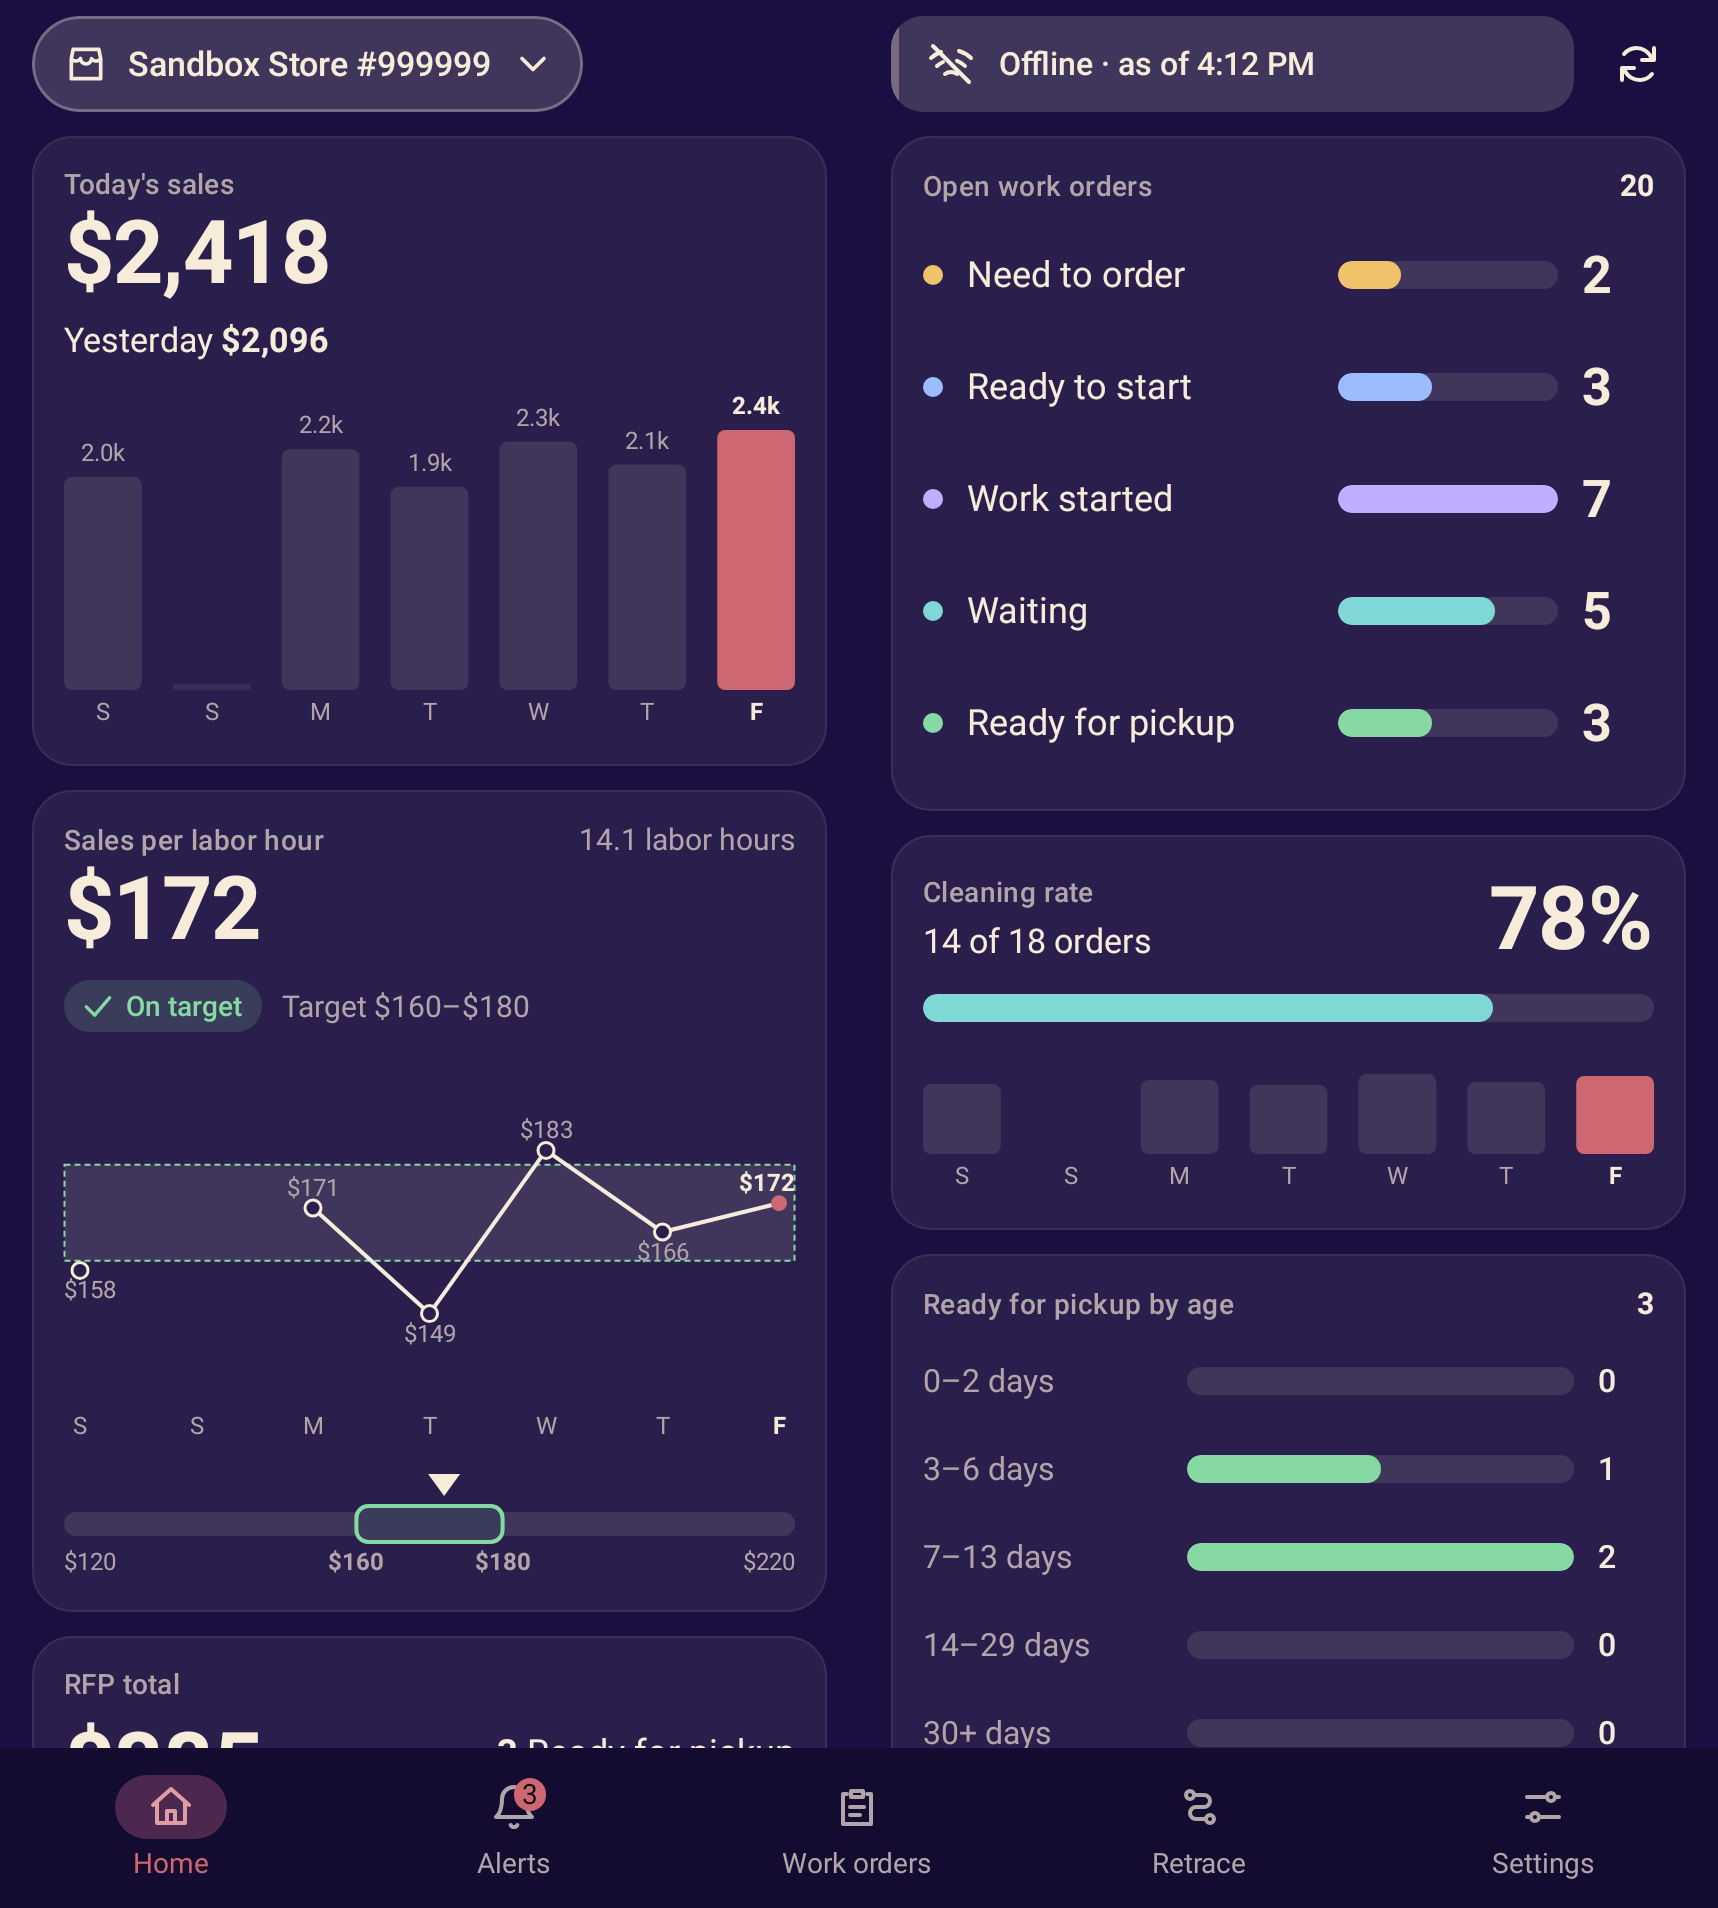 Sandbox Store #999999
Offline · as of 4:12 PM
Today's sales
$2,418
Yesterday $2,096
2.0k
2.2k
1.9k
2.3k
2.1k
2.4k
S S M T W T F
Sales per labor hour
14.1 labor hours
$172
On target
Target $160–$180
$158
$171
$149
$183
$166
$172
S S M T W T F
$120 $160 $180 $220
RFP total
Open work orders 20
Need to order 2
Ready to start 3
Work started 7
Waiting 5
Ready for pickup 3
Cleaning rate
14 of 18 orders
78%
S S M T W T F
Ready for pickup by age 3
0–2 days 0
3–6 days 1
7–13 days 2
14–29 days 0
30+ days 0
3
Home
Alerts
Work orders
Retrace
Settings